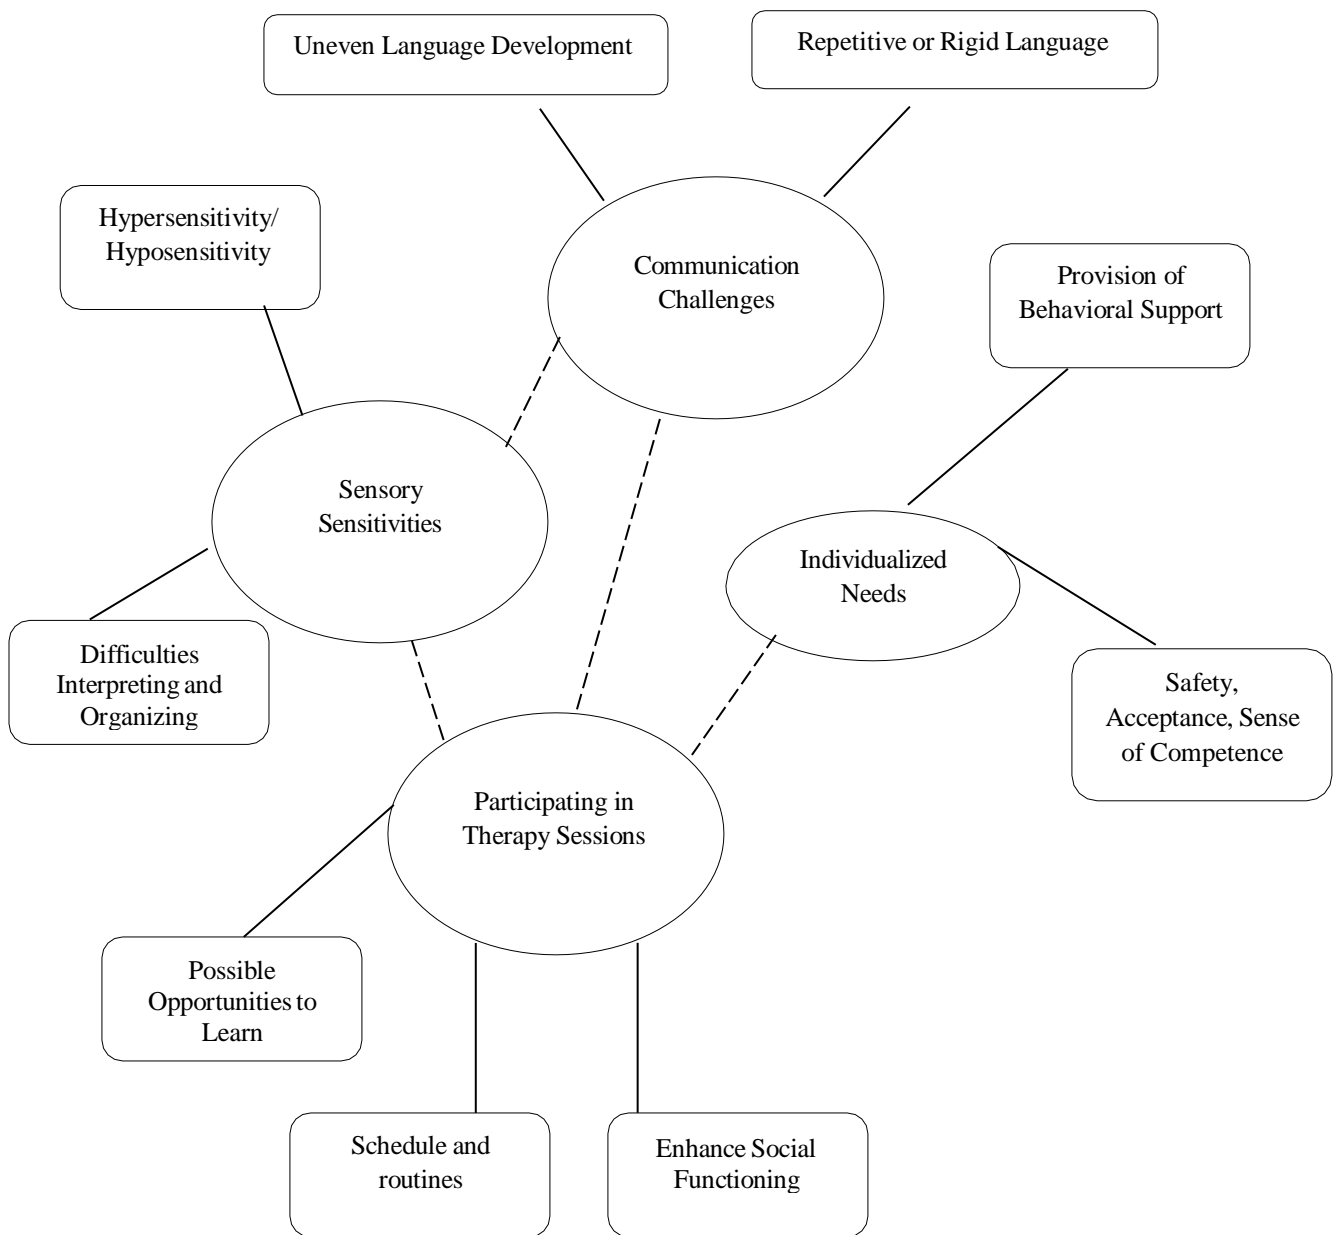 Uneven Language Development
Repetitive or Rigid Language
Hypersensitivity/
Hyposensitivity
Communication
Challenges
Provision of
Behavioral Support
Sensory
Sensitivities
Individualized
Needs
Difficulties
Interpreting and
Organizing
Safety,
Acceptance, Sense
of Competence
Participating in
Therapy Sessions
Possible
Opportunities to
Learn
Schedule and
routines
Enhance Social
Functioning